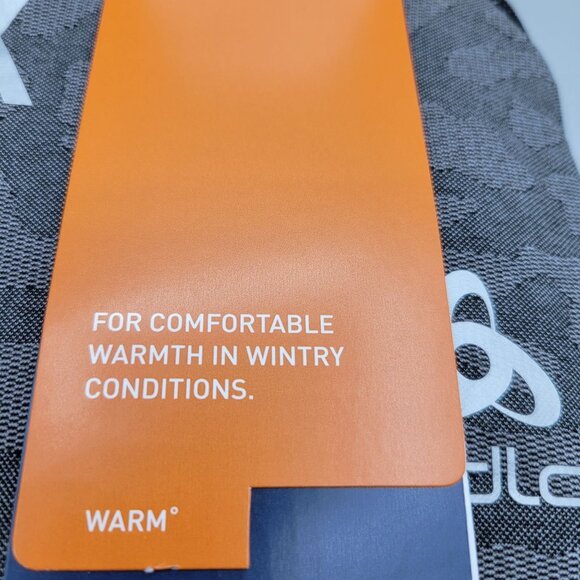 FOR COMFORTABLE
WARMTH IN WINTRY
CONDITIONS.
WARM°